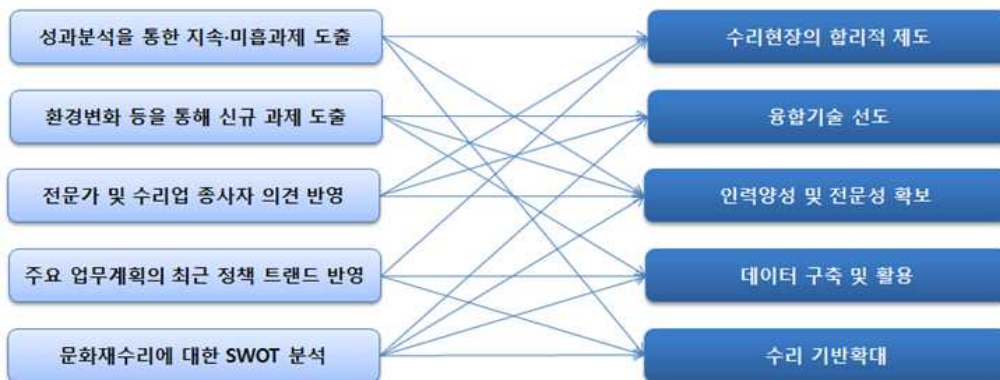 성과분석을 통한 지속·미흡과제 도출
수리현장의 합리적 제도
환경변화 등을 통해 신규 과제 도출
융합기술 선도
전문가 및 수리업 종사자 의견 반영
인력양성 및 전문성 확보
주요 업무계획의 최근 정책 트랜드 반영
데이터 구축 및 활용
문화재수리에 대한 SWOT 분석
수리 기반확대